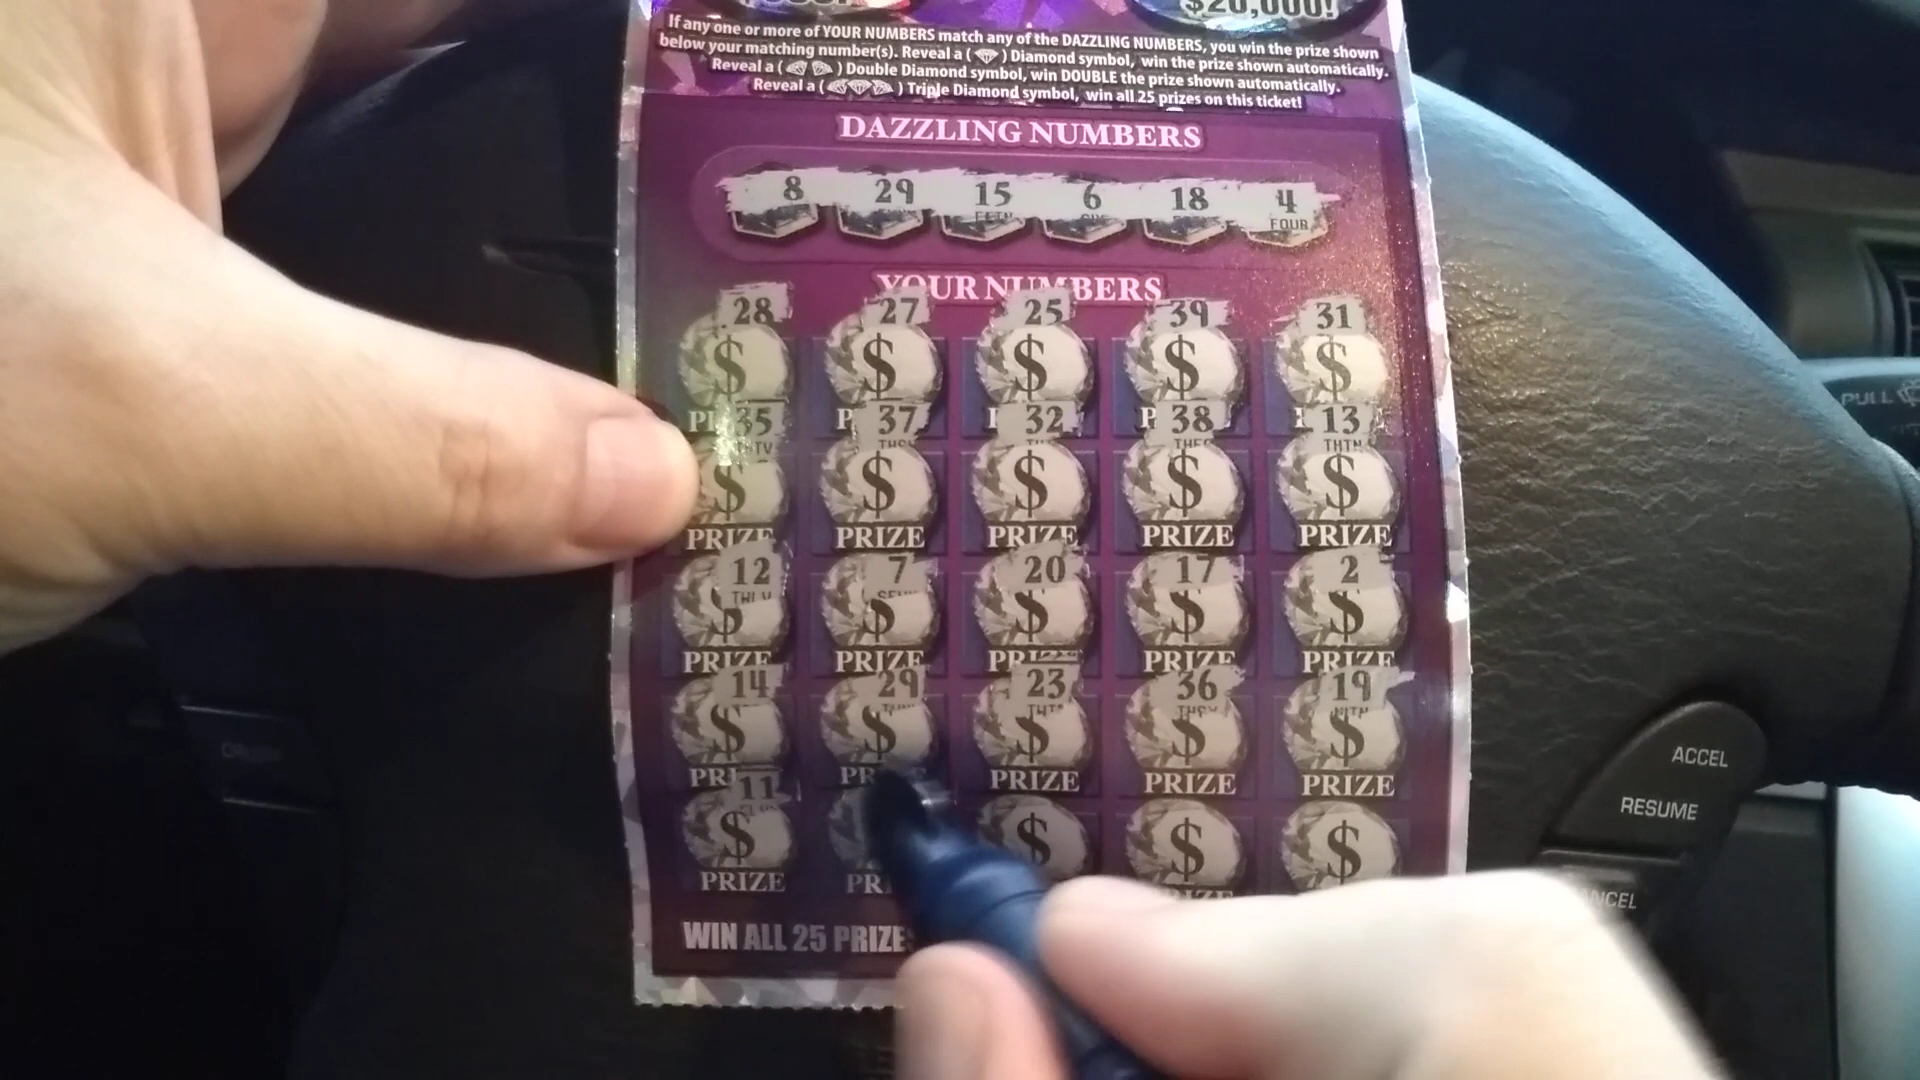 $20,000!
If any one or more of YOUR NUMBERS match any of the DAZZLING NUMBERS, you win the prize shown
below your matching number(s). Reveal a ( ) Diamond symbol, win the prize shown automatically.
Reveal a ( ) Double Diamond symbol, win DOUBLE the prize shown automatically.
Reveal a ( ) Triple Diamond symbol, win all 25 prizes on this ticket!
DAZZLING NUMBERS
8 29 15 6 18 4
FOUR
YOUR NUMBERS
28 27 25 39 31
$ $ $ $ $
35 37 32 38 13
THTN
$ $ $ $ $
PRIZE PRIZE PRIZE PRIZE PRIZE
12 7 20 17 2
$ $ $ $ $
PRIZE PRIZE PRIZE PRIZE PRIZE
14 29 23 36 19
$ $ $ $ $
PRIZE PRIZE PRIZE
11
$ $ $ $
PRIZE
WIN ALL 25 PRIZES
PULL
ACCEL
RESUME
CANCEL